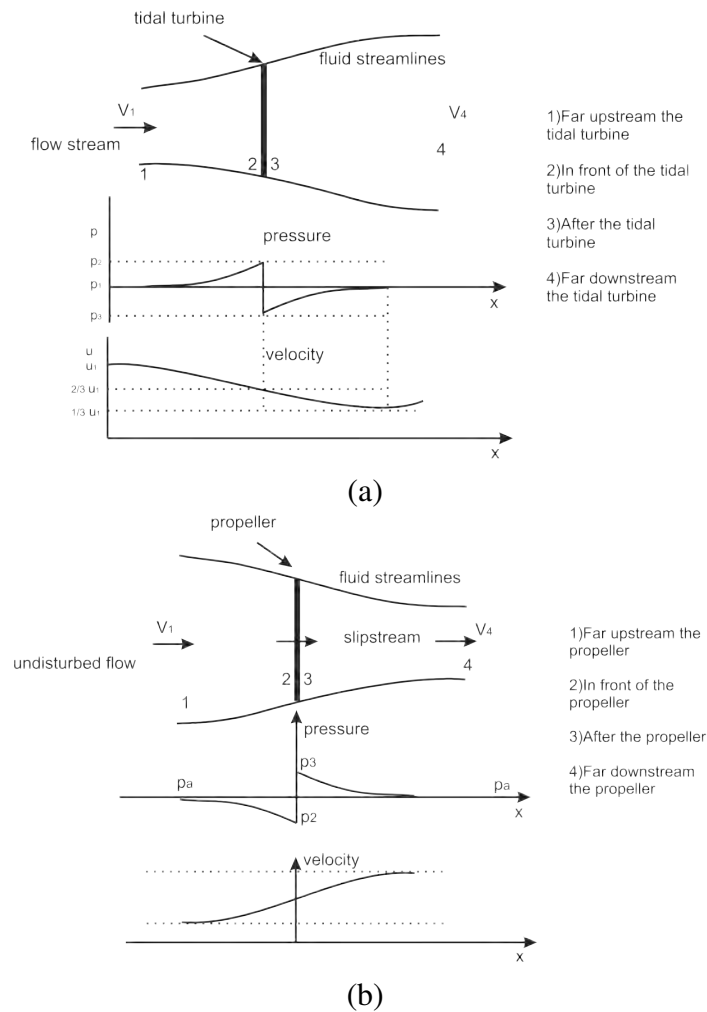 tidal turbine
fluid streamlines
V1
V4
flow stream
1
2
3
4
1)Far upstream the
tidal turbine
2)In front of the tidal
turbine
3)After the tidal
turbine
4)Far downstream
the tidal turbine
p
pressure
p2
p1
p3
x
u
velocity
u1
2/3 u1
1/3 u1
x
(a)
propeller
fluid streamlines
V1
slipstream
V4
undisturbed flow
1
2
3
4
1)Far upstream the
propeller
2)In front of the
propeller
3)After the propeller
4)Far downstream
the propeller
pressure
p3
pa
pa
p2
x
velocity
x
(b)